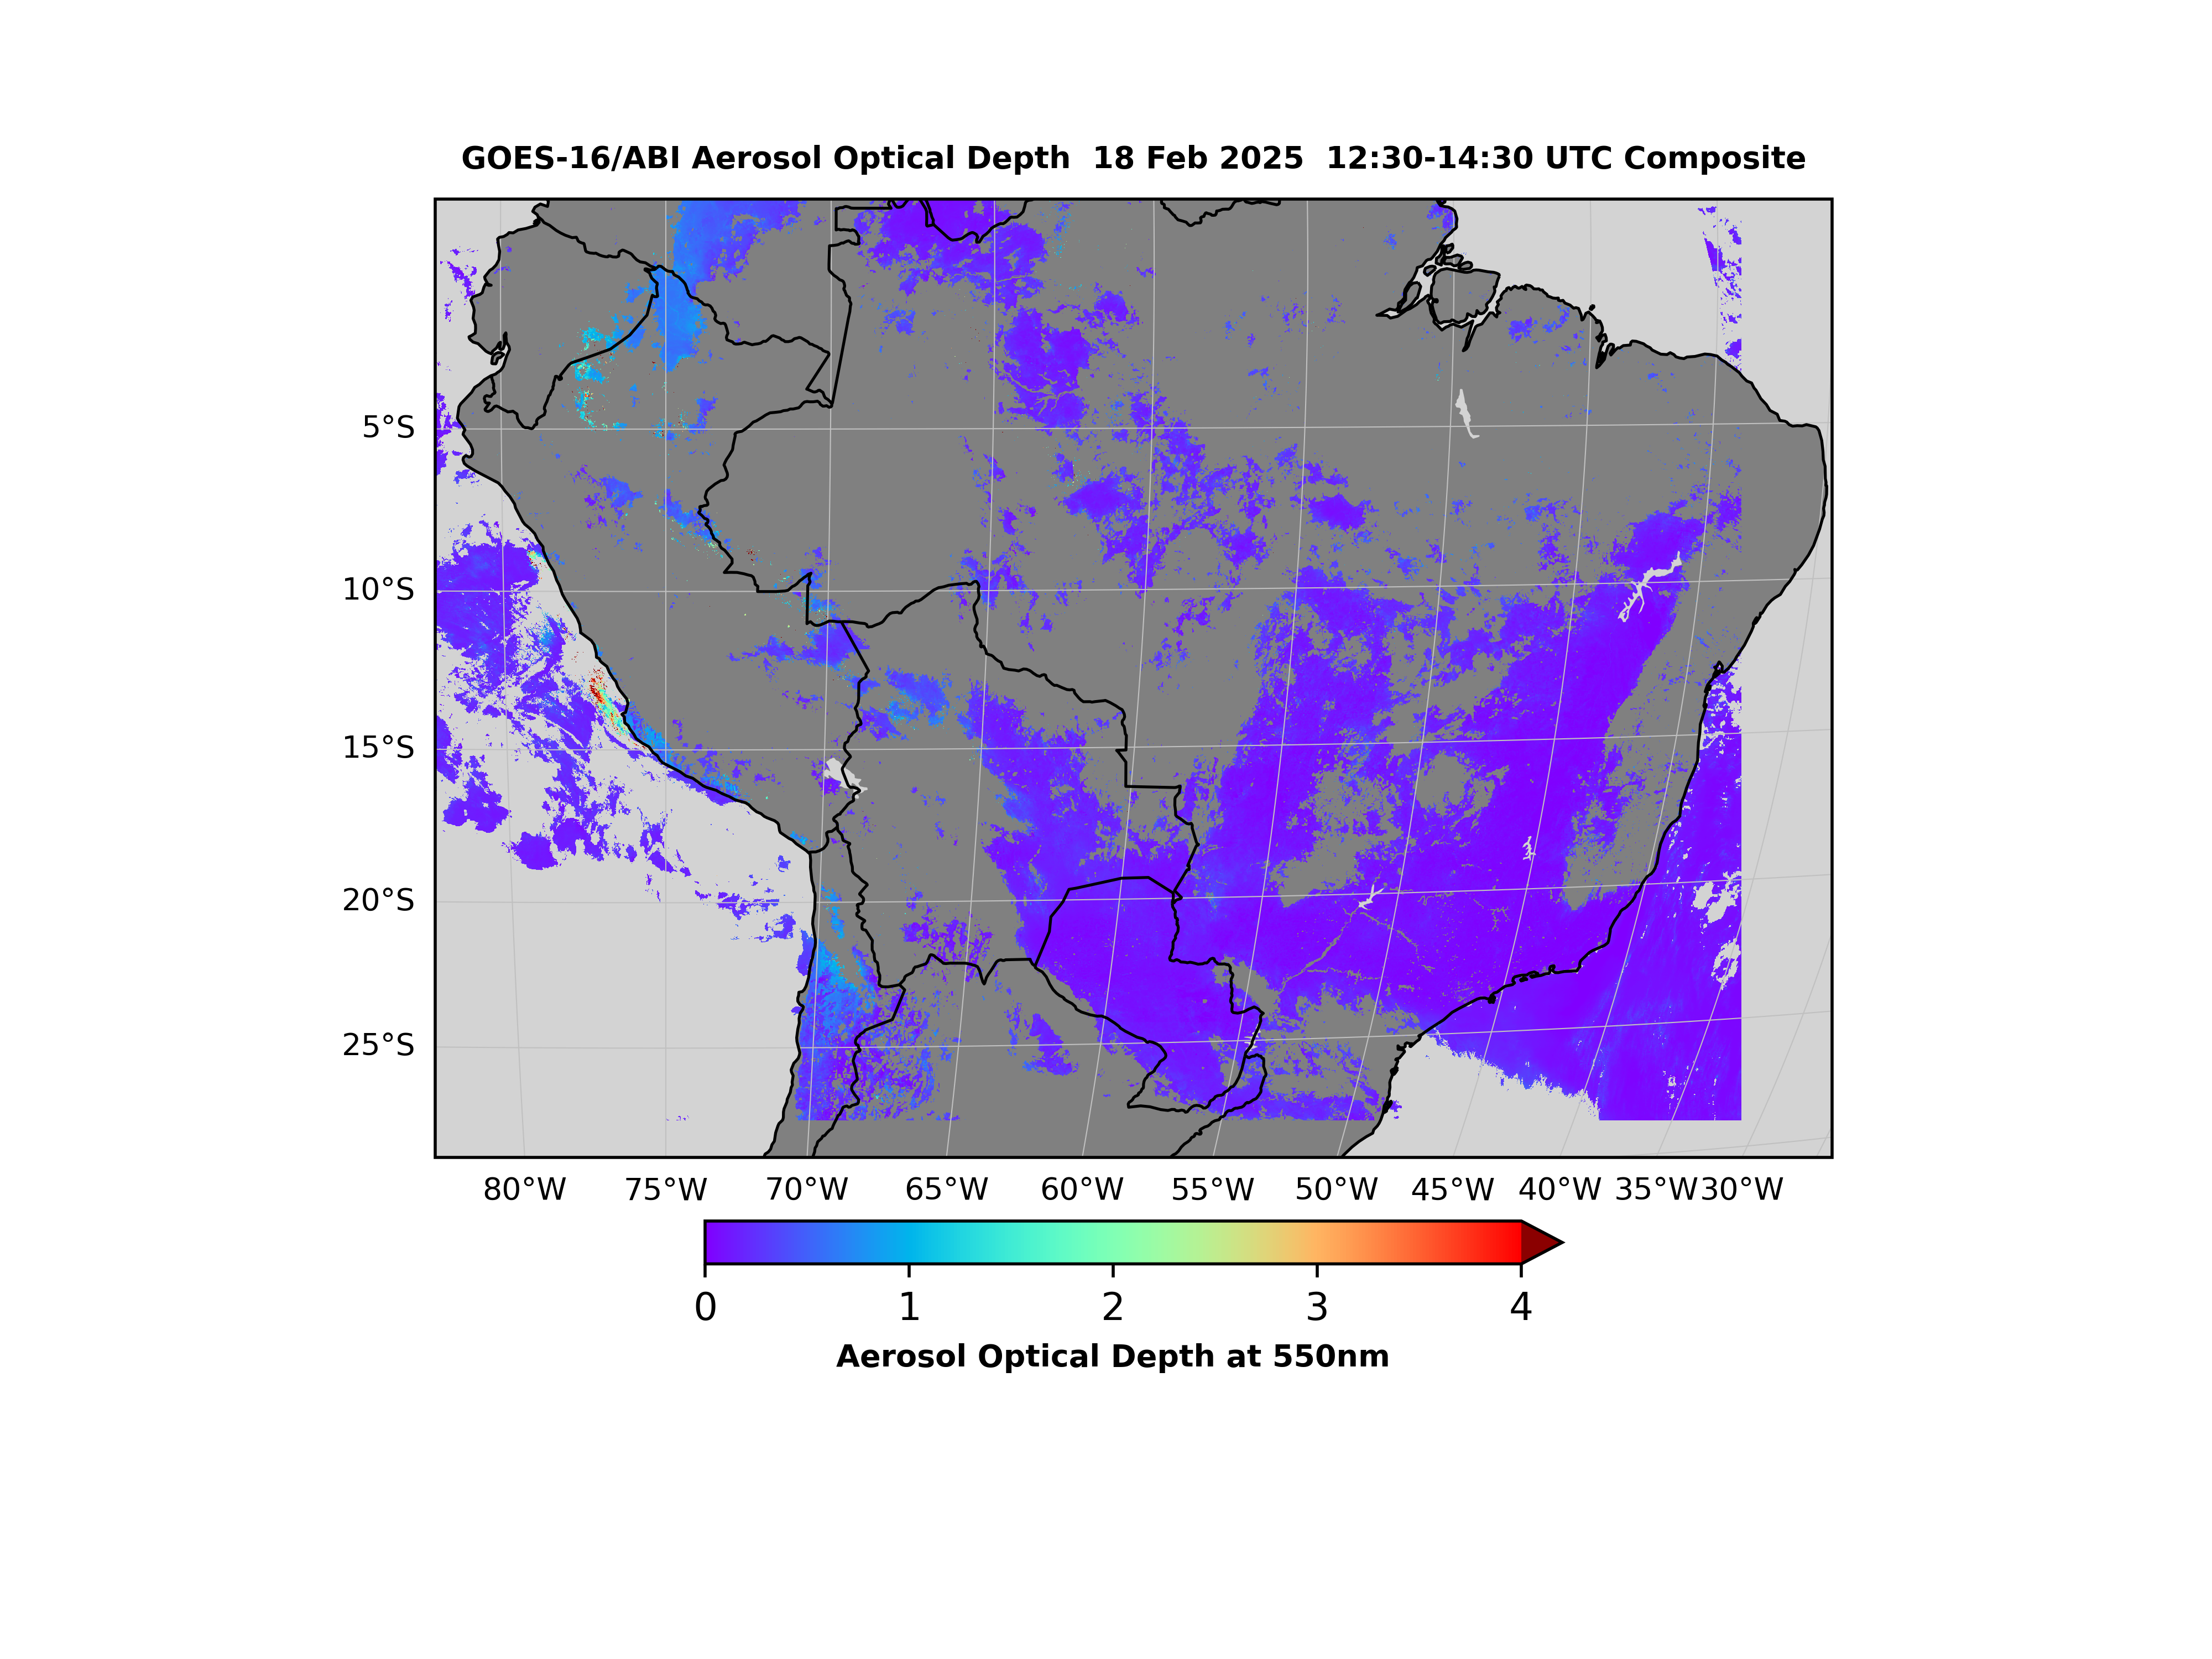 GOES-16/ABI Aerosol Optical Depth  18 Feb 2025  12:30-14:30 UTC Composite
5°S
10°S
15°S
20°S
25°S
80°W 75°W 70°W 65°W 60°W 55°W 50°W 45°W 40°W 35°W 30°W
0 1 2 3 4
Aerosol Optical Depth at 550nm